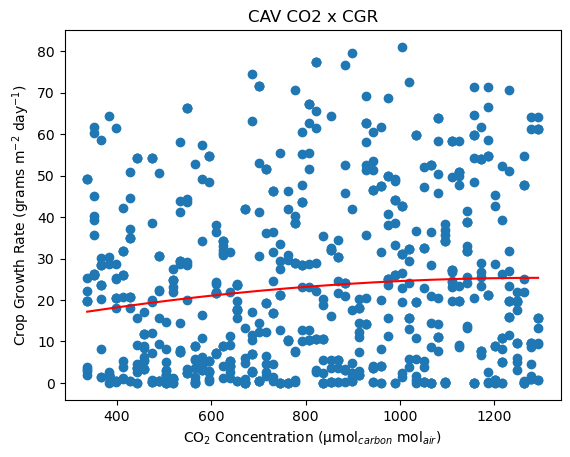 CAV CO2 x CGR
80
70
60
50
40
30
20
10
0
Crop Growth Rate (grams m⁻² day⁻¹)
400 600 800 1000 1200
CO₂ Concentration (μmol_carbon mol_air)